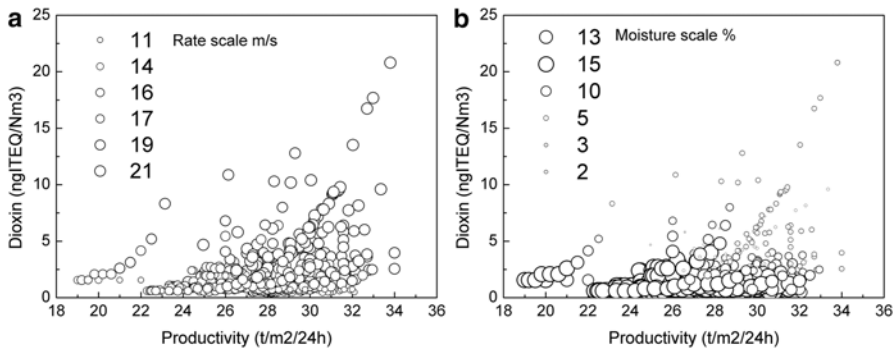 a
Rate scale m/s
11
14
16
17
19
21
Dioxin (ngITEQ/Nm3)
25
20
15
10
5
0
18 20 22 24 26 28 30 32 34 36
Productivity (t/m2/24h)
b
Moisture scale %
13
15
10
5
3
2
Dioxin (ngITEQ/Nm3)
25
20
15
10
5
0
18 20 22 24 26 28 30 32 34 36
Productivity (t/m2/24h)